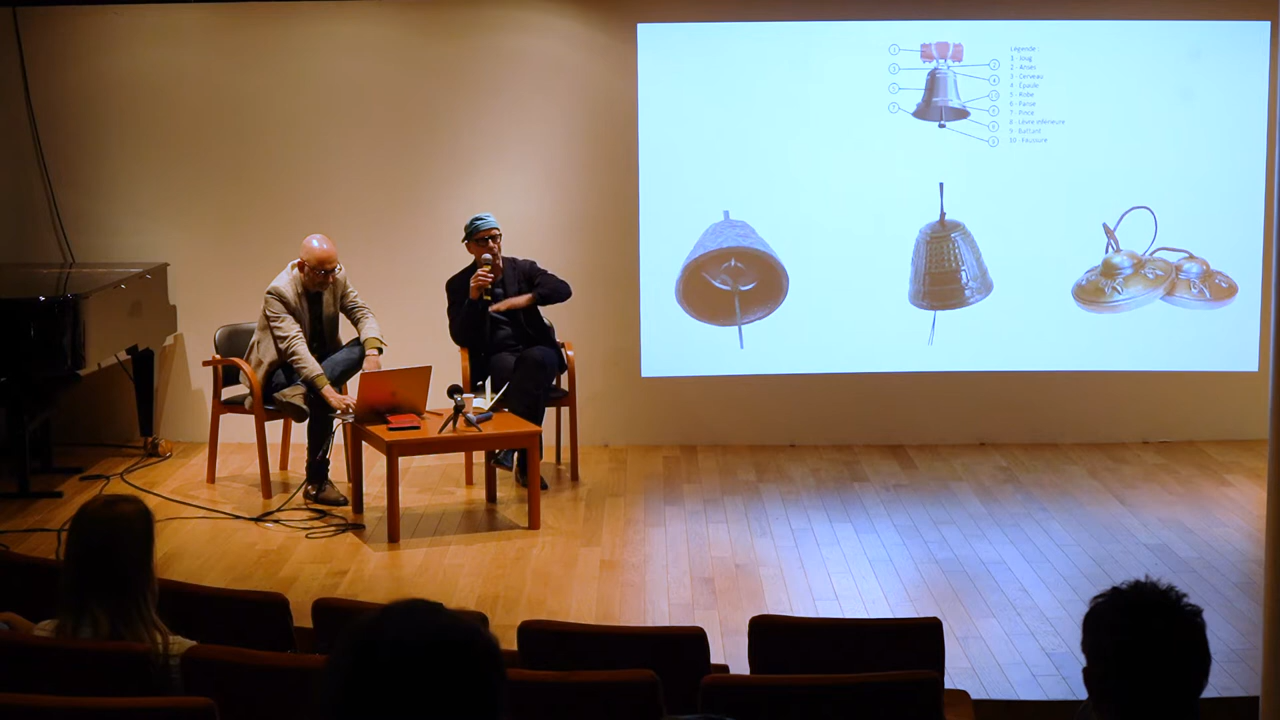 Légende :
1 - Joug
2 - Anses
3 - Cerveau
4 - Épaule
5 - Robe
6 - Panse
7 - Pince
8 - Lèvre inférieure
9 - Battant
10 - Faussure